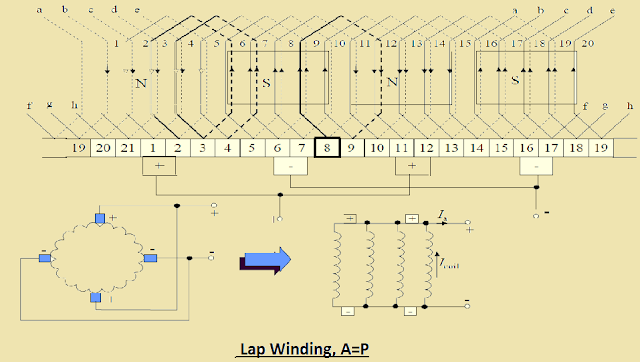 a b c d e a b c d e
1 2 3 4 5 6 7 8 9 10 11 12 13 14 15 16 17 18 19 20
N S N S
f g h f g h
19 20 21 1 2 3 4 5 6 7 8 9 10 11 12 13 14 15 16 17 18 19
+ - + -
+ + + Ia -
- - - +
Icoil
+ - - -
Lap Winding, A=P